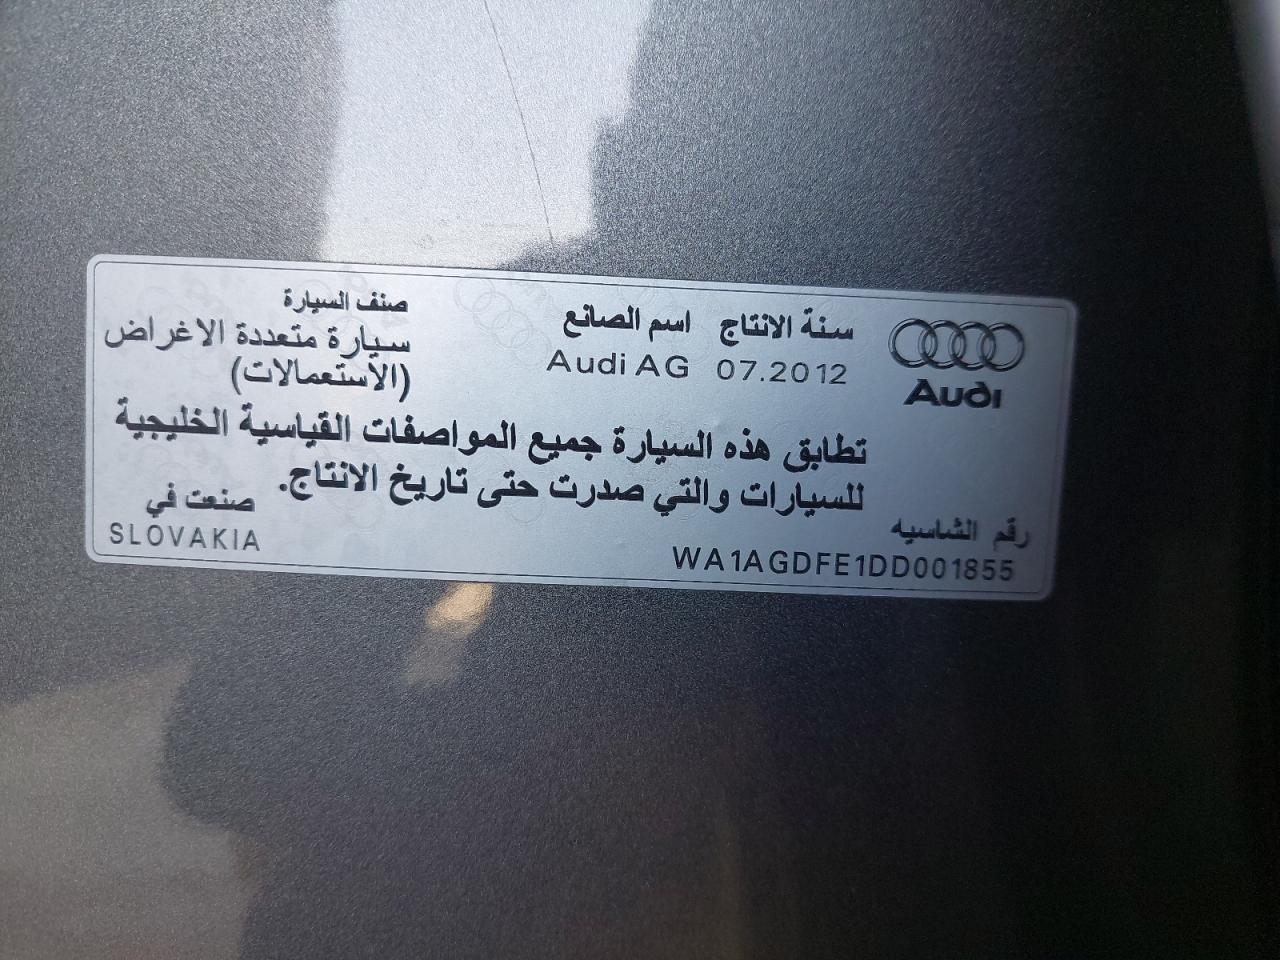 Audi
سنة الانتاج
07.2012
اسم الصانع
Audi AG
صنف السيارة
سيارة متعددة الاغراض
(الاستعمالات)
تطابق هذه السيارة جميع المواصفات القياسية الخليجية
للسيارات والتي صدرت حتى تاريخ الانتاج.
رقم الشاسيه
WA1AGDFE1DD001855
صنعت في
SLOVAKIA